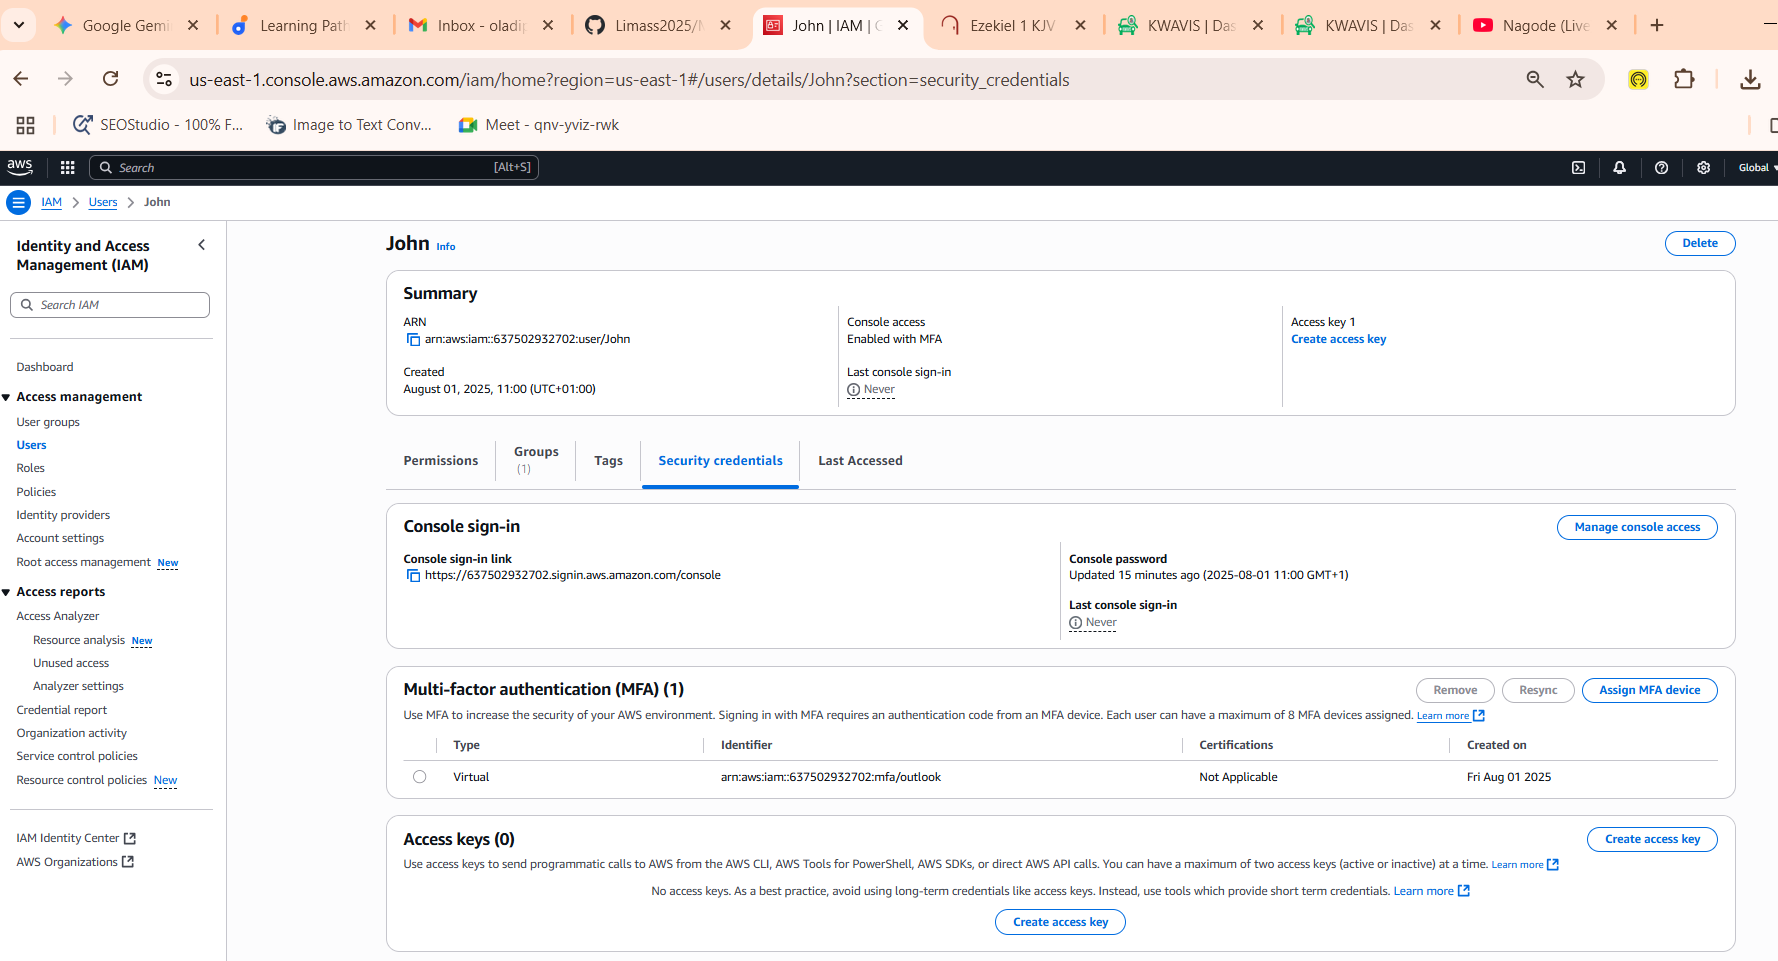 Google Gemi
Learning Path
Inbox - oladip
Limass2025/M
John | IAM | G
Ezekiel 1 KJV
KWAVIS | Das
KWAVIS | Das
Nagode (Live
us-east-1.console.aws.amazon.com/iam/home?region=us-east-1#/users/details/John?section=security_credentials
SEOStudio - 100% F...
Image to Text Conv...
Meet - qnv-yviz-rwk
aws
Search
[Alt+S]
Global
IAM > Users > John
Identity and Access
Management (IAM)
Search IAM
Dashboard
Access management
User groups
Users
Roles
Policies
Identity providers
Account settings
Root access management New
Access reports
Access Analyzer
Resource analysis New
Unused access
Analyzer settings
Credential report
Organization activity
Service control policies
Resource control policies New
IAM Identity Center
AWS Organizations
John Info
Delete
Summary
ARN
arn:aws:iam::637502932702:user/John
Created
August 01, 2025, 11:00 (UTC+01:00)
Console access
Enabled with MFA
Last console sign-in
Never
Access key 1
Create access key
Permissions
Groups
(1)
Tags
Security credentials
Last Accessed
Console sign-in
Manage console access
Console sign-in link
https://637502932702.signin.aws.amazon.com/console
Console password
Updated 15 minutes ago (2025-08-01 11:00 GMT+1)
Last console sign-in
Never
Multi-factor authentication (MFA) (1)
Remove
Resync
Assign MFA device
Use MFA to increase the security of your AWS environment. Signing in with MFA requires an authentication code from an MFA device. Each user can have a maximum of 8 MFA devices assigned. Learn more
Type
Identifier
Certifications
Created on
Virtual
arn:aws:iam::637502932702:mfa/outlook
Not Applicable
Fri Aug 01 2025
Access keys (0)
Create access key
Use access keys to send programmatic calls to AWS from the AWS CLI, AWS Tools for PowerShell, AWS SDKs, or direct AWS API calls. You can have a maximum of two access keys (active or inactive) at a time. Learn more
No access keys. As a best practice, avoid using long-term credentials like access keys. Instead, use tools which provide short term credentials. Learn more
Create access key